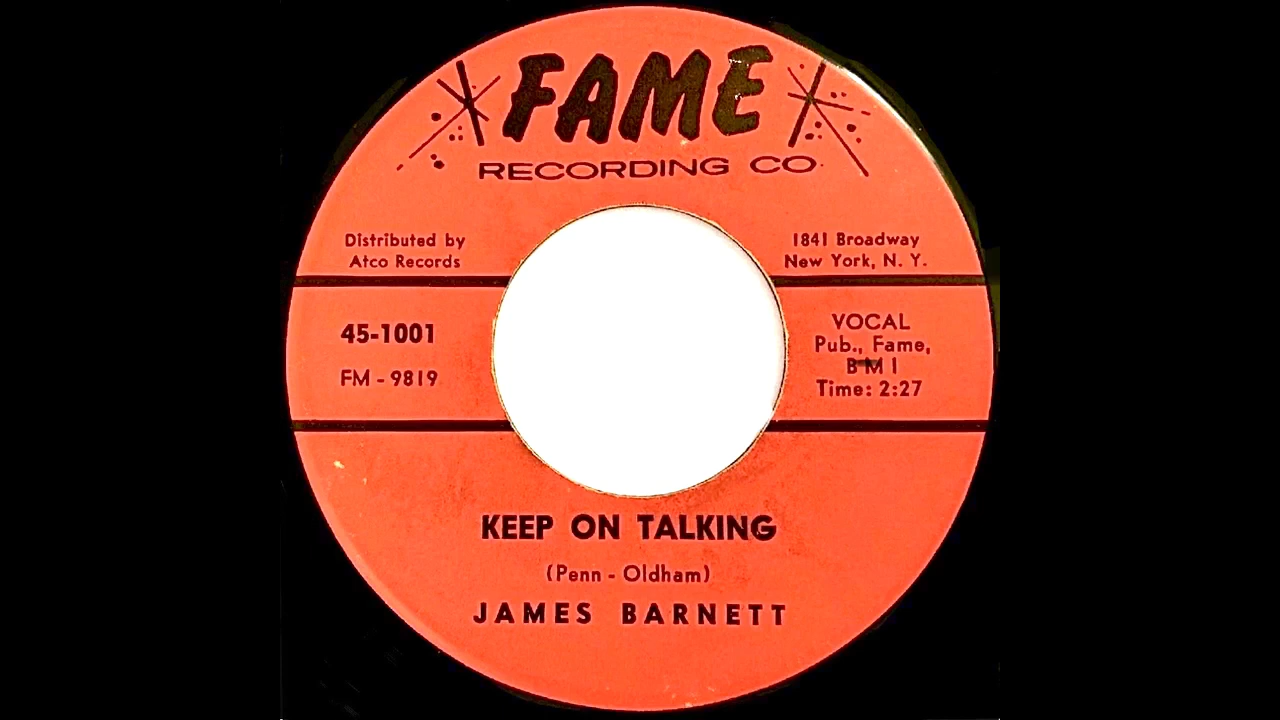 FAME
RECORDING CO.
Distributed by
Atco Records
1841 Broadway
New York, N. Y.
45-1001
FM - 9819
VOCAL
Pub., Fame,
BMI
Time: 2:27
KEEP ON TALKING
(Penn - Oldham)
JAMES BARNETT